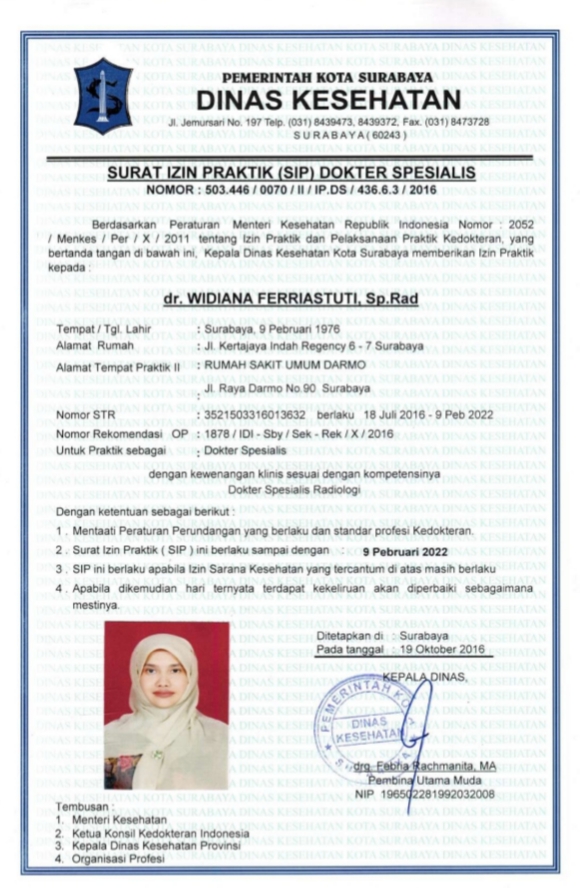 PEMERINTAH KOTA SURABAYA
DINAS KESEHATAN
Jl. Jemursari No. 197 Telp. (031) 8439473, 8439372, Fax. (031) 8473728
SURABAYA ( 60243 )
SURAT IZIN PRAKTIK (SIP) DOKTER SPESIALIS
NOMOR : 503.446 / 0070 / II / IP.DS / 436.6.3 / 2016
Berdasarkan Peraturan Menteri Kesehatan Republik Indonesia Nomor : 2052
/ Menkes / Per / X / 2011 tentang Izin Praktik dan Pelaksanaan Praktik Kedokteran, yang
bertanda tangan di bawah ini, Kepala Dinas Kesehatan Kota Surabaya memberikan Izin Praktik
kepada :
dr. WIDIANA FERRIASTUTI, Sp.Rad
Tempat / Tgl. Lahir : Surabaya, 9 Pebruari 1976
Alamat Rumah : Jl. Kertajaya Indah Regency 6 - 7 Surabaya
Alamat Tempat Praktik II : RUMAH SAKIT UMUM DARMO
: Jl. Raya Darmo No.90 Surabaya
Nomor STR : 3521503316013632 berlaku 18 Juli 2016 - 9 Peb 2022
Nomor Rekomendasi OP : 1878 / IDI - Sby / Sek - Rek / X / 2016
Untuk Praktik sebagai : Dokter Spesialis
dengan kewenangan klinis sesuai dengan kompetensinya
Dokter Spesialis Radiologi
Dengan ketentuan sebagai berikut :
1 . Mentaati Peraturan Perundangan yang berlaku dan standar profesi Kedokteran.
2 . Surat Izin Praktik ( SIP ) ini berlaku sampai dengan : 9 Pebruari 2022
3 . SIP ini berlaku apabila Izin Sarana Kesehatan yang tercantum di atas masih berlaku
4 . Apabila dikemudian hari ternyata terdapat kekeliruan akan diperbaiki sebagaimana
mestinya.
Ditetapkan di : Surabaya
Pada tanggal : 19 Oktober 2016
KEPALA DINAS,
PEMERINTAH KO
DINAS
KESEHATAN
drg. Febria Rachmanita, MA
Pembina Utama Muda
NIP 196502281992032008
Tembusan :
1. Menteri Kesehatan
2. Ketua Konsil Kedokteran Indonesia
3. Kepala Dinas Kesehatan Provinsi
4. Organisasi Profesi